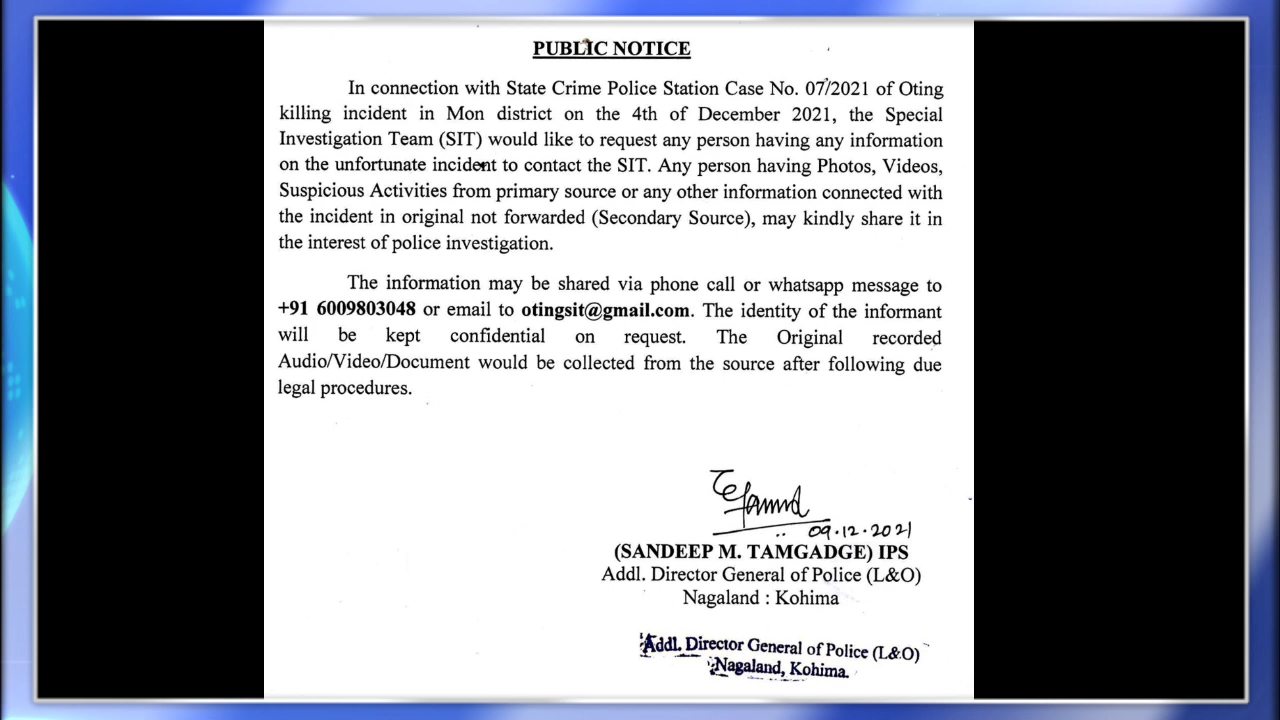 PUBLIC NOTICE
In connection with State Crime Police Station Case No. 07/2021 of Oting
killing incident in Mon district on the 4th of December 2021, the Special
Investigation Team (SIT) would like to request any person having any information
on the unfortunate incident to contact the SIT. Any person having Photos, Videos,
Suspicious Activities from primary source or any other information connected with
the incident in original not forwarded (Secondary Source), may kindly share it in
the interest of police investigation.
The information may be shared via phone call or whatsapp message to
+91 6009803048 or email to otingsit@gmail.com. The identity of the informant
will be kept confidential on request. The Original recorded
Audio/Video/Document would be collected from the source after following due
legal procedures.
09.12.2021
(SANDEEP M. TAMGADGE) IPS
Addl. Director General of Police (L&O)
Nagaland : Kohima
Addl. Director General of Police (L&O)
Nagaland, Kohima.